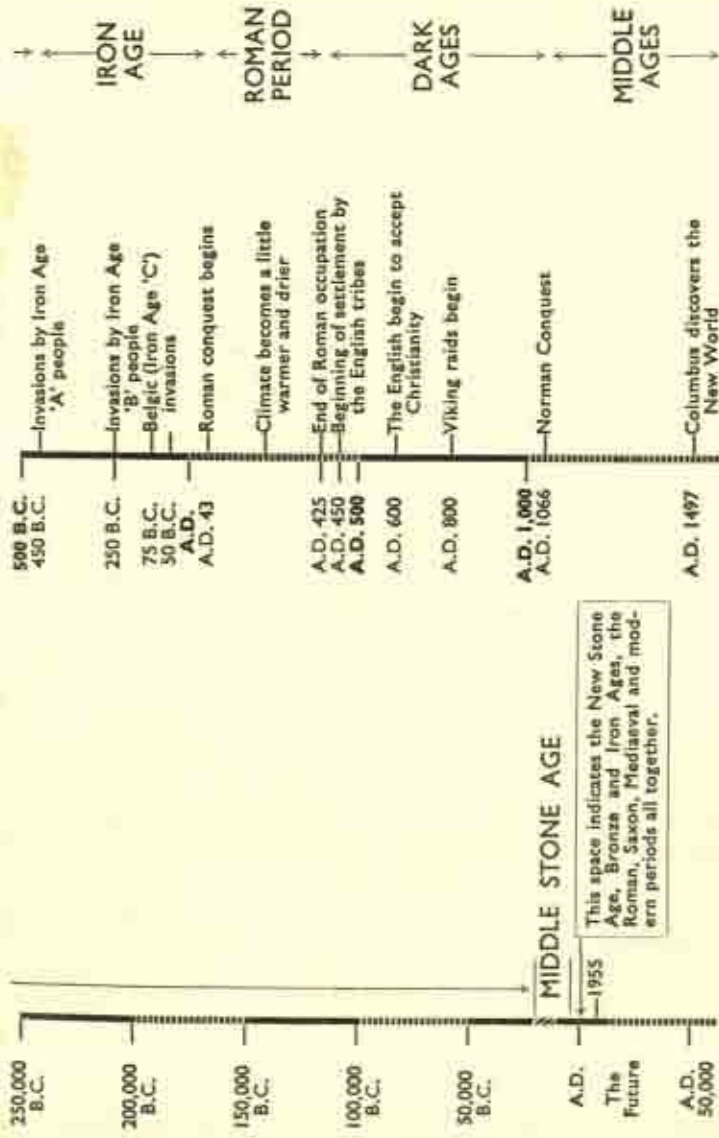 250,000
B.C.
200,000
B.C.
150,000
B.C.
100,000
B.C.
50,000
B.C.
MIDDLE STONE AGE
A.D.
1955
This space indicates the New Stone
Age, Bronze and Iron Ages, the
Roman, Saxon, Mediaeval and mod-
ern periods all together.
The
Future
A.D.
50,000
500 B.C.
450 B.C.
Invasions by Iron Age
'A' people
250 B.C.
Invasions by Iron Age
'B' people
75 B.C.
50 B.C.
Belgic (Iron Age 'C')
invasions
A.D.
A.D. 43
Roman conquest begins
Climate becomes a little
warmer and drier
A.D. 425
End of Roman occupation
A.D. 450
Beginning of settlement by
the English tribes
A.D. 500
A.D. 600
The English begin to accept
Christianity
A.D. 800
Viking raids begin
A.D. 1,000
A.D. 1066
Norman Conquest
A.D. 1497
Columbus discovers the
New World
IRON
AGE
ROMAN
PERIOD
DARK
AGES
MIDDLE
AGES